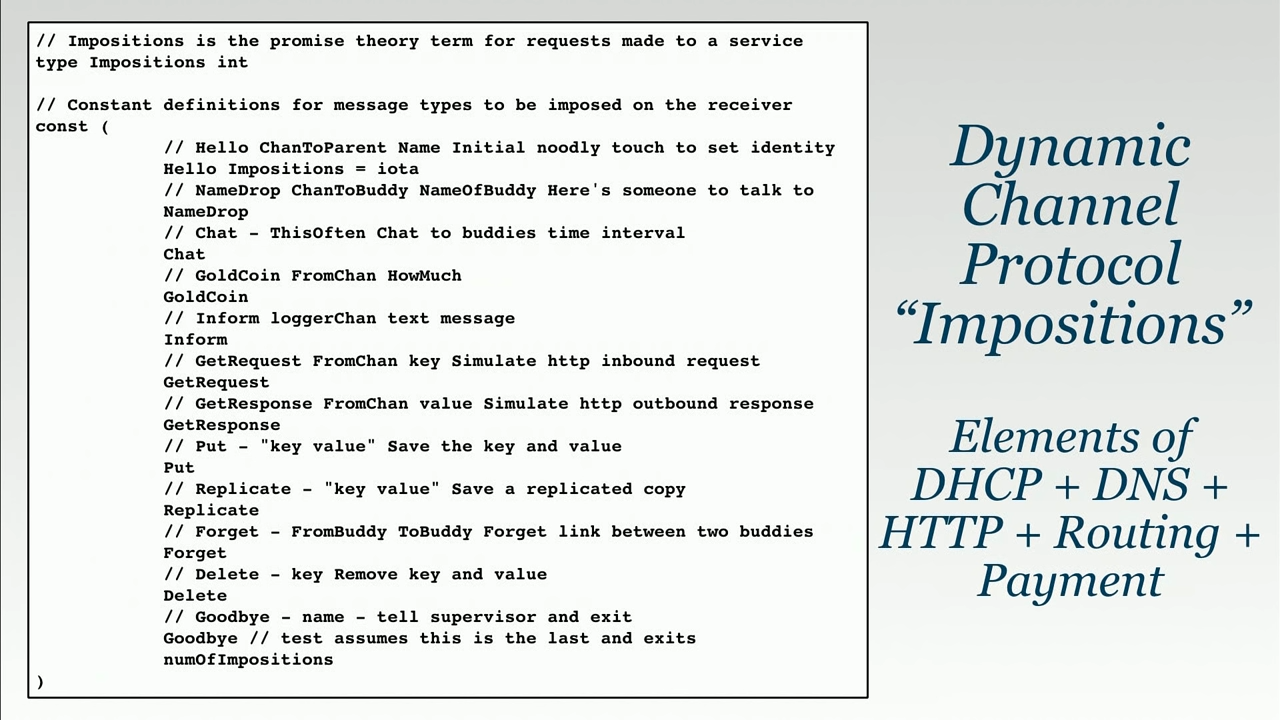 // Impositions is the promise theory term for requests made to a service
type Impositions int
// Constant definitions for message types to be imposed on the receiver
const (
// Hello ChanToParent Name Initial noodly touch to set identity
Hello Impositions = iota
// NameDrop ChanToBuddy NameOfBuddy Here's someone to talk to
NameDrop
// Chat - ThisOften Chat to buddies time interval
Chat
// GoldCoin FromChan HowMuch
GoldCoin
// Inform loggerChan text message
Inform
// GetRequest FromChan key Simulate http inbound request
GetRequest
// GetResponse FromChan value Simulate http outbound response
GetResponse
// Put - "key value" Save the key and value
Put
// Replicate - "key value" Save a replicated copy
Replicate
// Forget - FromBuddy ToBuddy Forget link between two buddies
Forget
// Delete - key Remove key and value
Delete
// Goodbye - name - tell supervisor and exit
Goodbye // test assumes this is the last and exits
numOfImpositions
)
Dynamic
Channel
Protocol
“Impositions”
Elements of
DHCP + DNS +
HTTP + Routing +
Payment